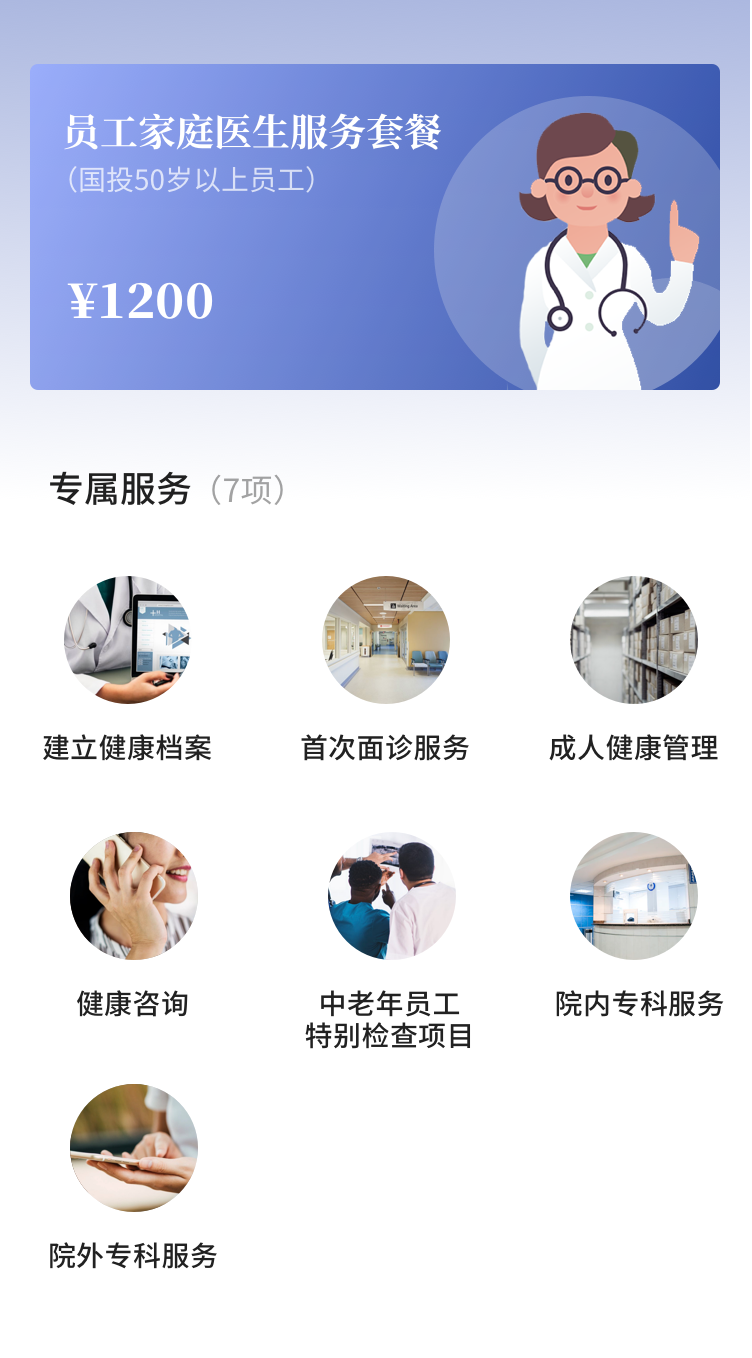 员工家庭医生服务套餐
（国投50岁以上员工）
¥1200
专属服务（7项）
Waiting Area
建立健康档案
首次面诊服务
成人健康管理
健康咨询
中老年员工
特别检查项目
院内专科服务
院外专科服务